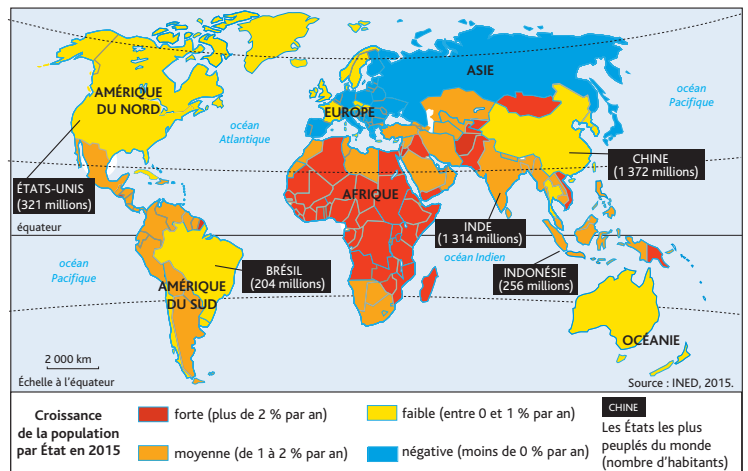 AMÉRIQUE
DU NORD
océan
Atlantique
EUROPE
ASIE
océan
Pacifique
ÉTATS-UNIS
(321 millions)
AFRIQUE
CHINE
(1 372 millions)
équateur
INDE
(1 314 millions)
océan
Pacifique
BRÉSIL
(204 millions)
AMÉRIQUE
DU SUD
océan Indien
INDONÉSIE
(256 millions)
OCÉANIE
2 000 km
Échelle à l'équateur
Source : INED, 2015.
Croissance
de la population
par État en 2015
forte (plus de 2 % par an)
moyenne (de 1 à 2 % par an)
faible (entre 0 et 1 % par an)
négative (moins de 0 % par an)
CHINE
Les États les plus
peuplés du monde
(nombre d'habitants)